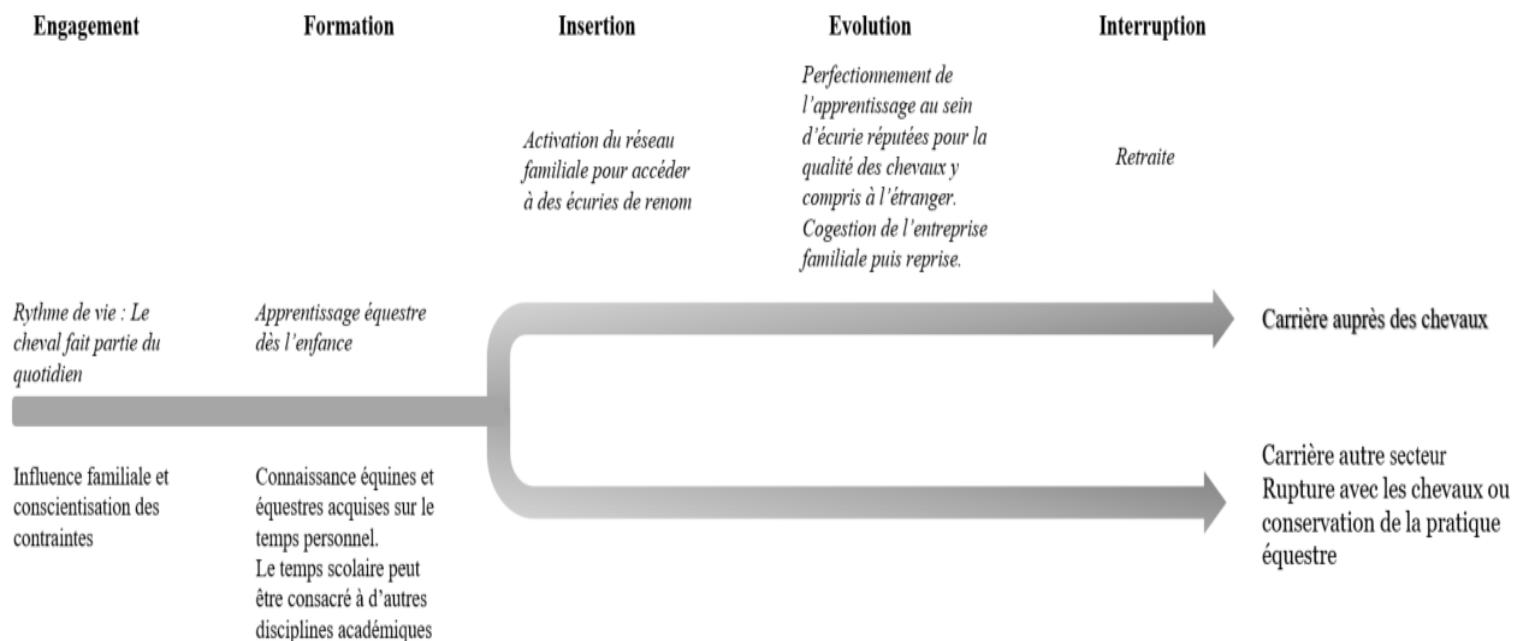 Engagement
Formation
Insertion
Evolution
Interruption
Perfectionnement de
l'apprentissage au sein
d'écurie réputées pour la
qualité des chevaux y
compris à l'étranger.
Cogestion de l'entreprise
familiale puis reprise.
Activation du réseau
familiale pour accéder
à des écuries de renom
Retraite
Rythme de vie : Le
cheval fait partie du
quotidien
Apprentissage équestre
dès l'enfance
Carrière auprès des chevaux
Influence familiale et
conscientisation des
contraintes
Connaissance équines et
équestres acquises sur le
temps personnel.
Le temps scolaire peut
être consacré à d'autres
disciplines académiques
Carrière autre secteur
Rupture avec les chevaux ou
conservation de la pratique
équestre